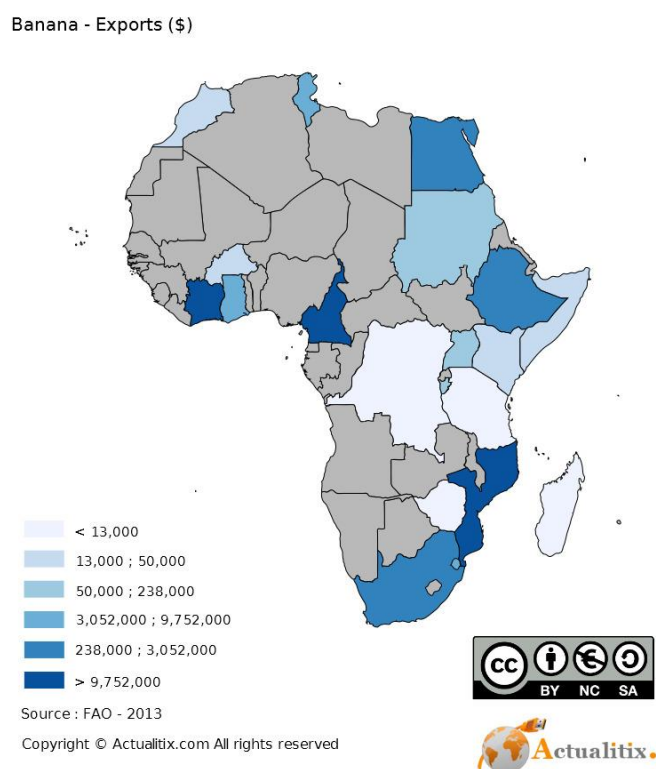 Banana - Exports ($)
< 13,000
13,000 ; 50,000
50,000 ; 238,000
3,052,000 ; 9,752,000
238,000 ; 3,052,000
> 9,752,000
Source : FAO - 2013
Copyright © Actualitix.com All rights reserved
cc
BY NC SA
Actualitix.